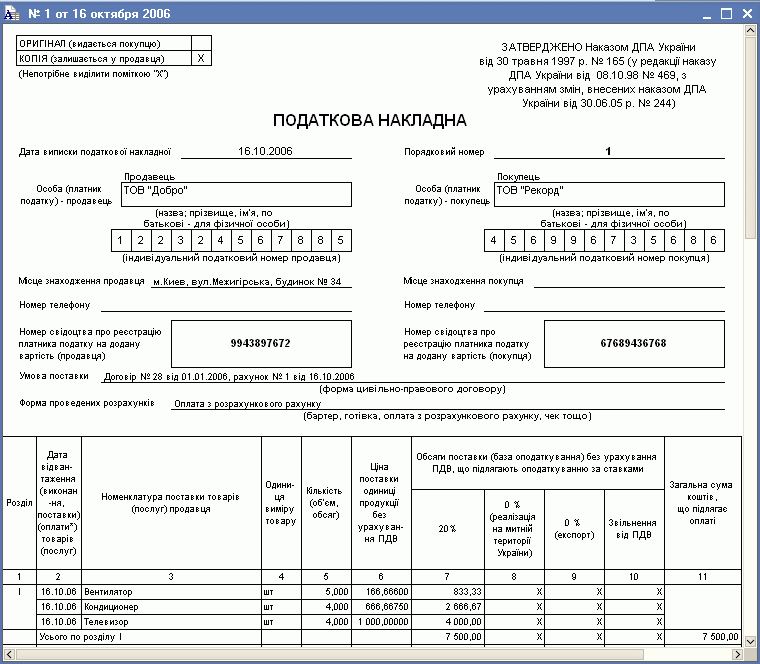 № 1 от 16 октября 2006
ОРИГІНАЛ (видається покупцю)
КОПІЯ (залишається у продавця) X
(Непотрібне виділити поміткою "X")
ЗАТВЕРДЖЕНО Наказом ДПА України
від 30 травня 1997 р. № 165 (у редакції наказу
ДПА України від 08.10.98 № 469, з
урахуванням змін, внесених наказом ДПА
України від 30.06.05 р. № 244)
ПОДАТКОВА НАКЛАДНА
Дата виписки податкової накладної 16.10.2006 Порядковий номер 1
Продавець Покупець
Особа (платник податку) - продавець ТОВ "Добро" Особа (платник податку) - покупець ТОВ "Рекорд"
(назва; прізвище, ім'я, по (назва; прізвище, ім'я, по
батькові - для фізичної особи) батькові - для фізичної особи)
1 2 2 3 2 4 5 6 7 8 8 5 4 5 6 9 9 6 7 3 5 6 8 6
(індивідуальний податковий номер продавця) (індивідуальний податковий номер покупця)
Місце знаходження продавця м.Киев, вул.Межигірська, будинок № 34 Місце знаходження покупця
Номер телефону Номер телефону
Номер свідоцтва про реєстрацію Номер свідоцтва про
платника податку на додану 9943897672 реєстрацію платника податку 67689436768
вартість (продавця) на додану вартість (покупця)
Умова поставки Договір № 28 від 01.01.2006, рахунок № 1 від 16.10.2006
(форма цивільно-правового договору)
Форма проведених розрахунків Оплата з розрахункового рахунку
(бартер, готівка, оплата з розрахункового рахунку, чек тощо)
Розділ
Дата
відван-
таження
(виконан
-ня,
поставки)
(оплати*)
товарів
(послуг)
Номенклатура поставки товарів
(послуг) продавця
Одини-
ця
виміру
товару
Кількість
(об'єм,
обсяг)
Ціна
поставки
одиниці
продукції
без
урахуван-
ня ПДВ
Обсяги поставки (база оподаткування) без урахування
ПДВ, що підлягають оподаткуванню за ставками
20%
0 %
(реалізація
на митній
території
України)
0 %
(експорт)
Звільнення
від ПДВ
Загальна сума
коштів,
що підлягає
оплаті
1 2 3 4 5 6 7 8 9 10 11
I 16.10.06 Вентилятор шт 5,000 166,66600 833,33 X X X
16.10.06 Кондиционер шт 4,000 666,66750 2 666,67 X X X
16.10.06 Телевизор шт 4,000 1 000,00000 4 000,00 X X X
Усього по розділу I 7 500,00 X X X 7 500,00